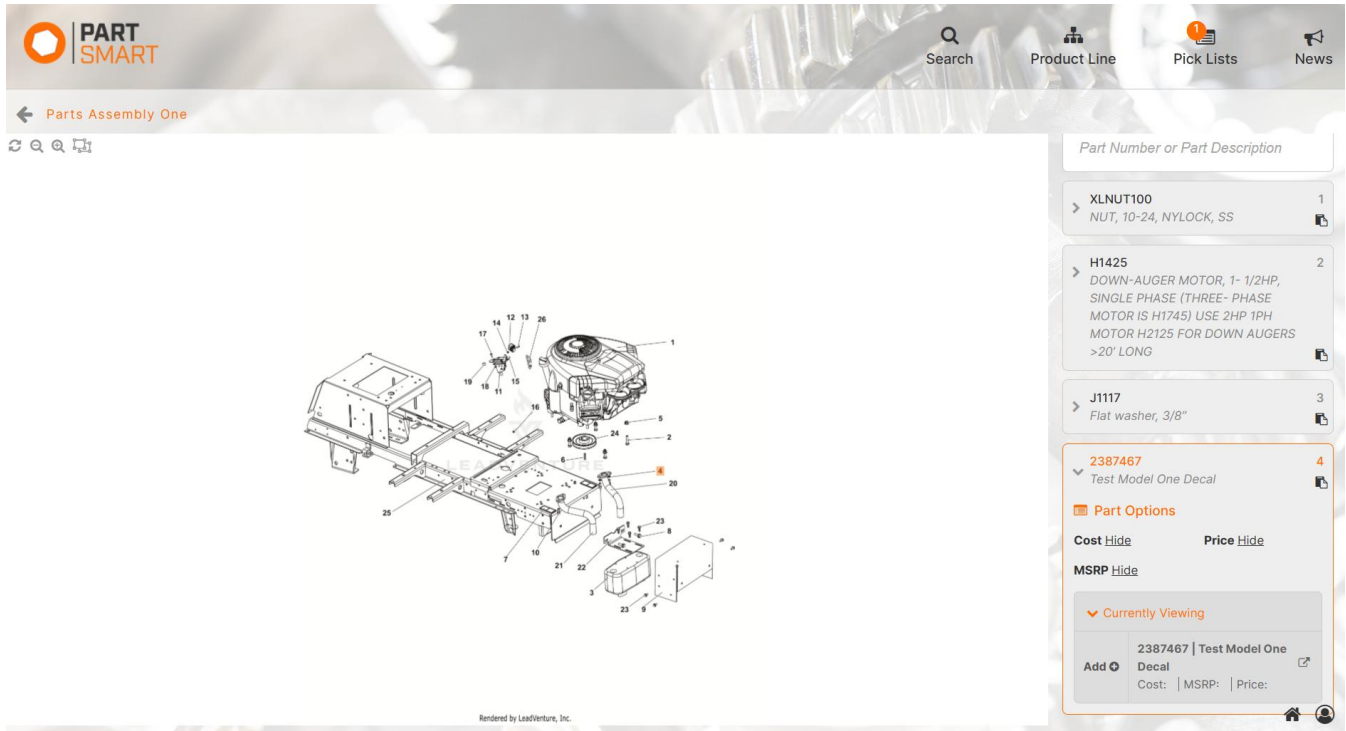 PART
SMART
Search
Product Line
1
Pick Lists
News
Parts Assembly One
Part Number or Part Description
XLNUT100
1
NUT, 10-24, NYLOCK, SS
H1425
2
DOWN-AUGER MOTOR, 1- 1/2HP,
SINGLE PHASE (THREE- PHASE
MOTOR IS H1745) USE 2HP 1PH
MOTOR H2125 FOR DOWN AUGERS
>20' LONG
J1117
3
Flat washer, 3/8"
2387467
4
Test Model One Decal
Part Options
Cost Hide
Price Hide
MSRP Hide
Currently Viewing
Add
2387467 | Test Model One
Decal
Cost: | MSRP: | Price:
12 13 26
14
17
1
19
18 11 15
16
5
24
2
6
4
20
LEADVENTURE
25
23
8
7
10
21
22
3
23 9
Rendered by LeadVenture, Inc.